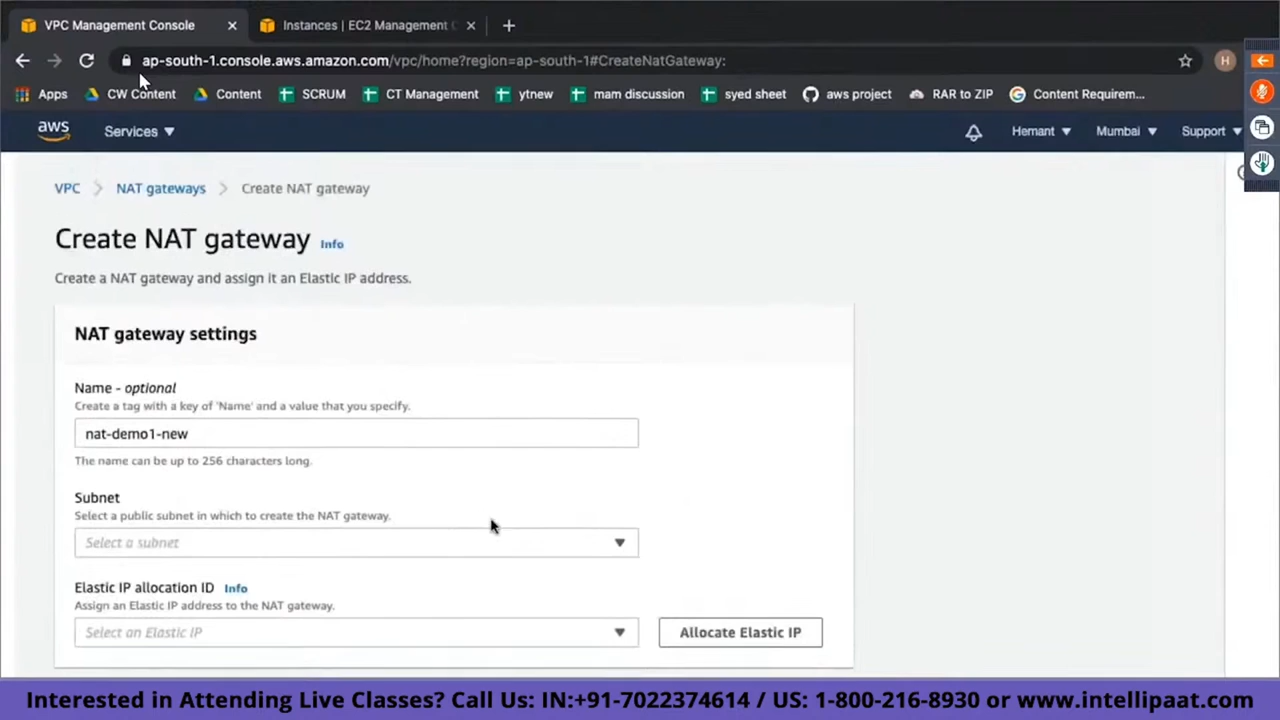 VPC Management Console
Instances | EC2 Management C
ap-south-1.console.aws.amazon.com/vpc/home?region=ap-south-1#CreateNatGateway:
H
Apps CW Content Content SCRUM CT Management ytnew mam discussion syed sheet aws project RAR to ZIP Content Requirem...
aws Services Hemant Mumbai Support
VPC NAT gateways Create NAT gateway
Create NAT gateway Info
Create a NAT gateway and assign it an Elastic IP address.
NAT gateway settings
Name - optional
Create a tag with a key of 'Name' and a value that you specify.
nat-demo1-new
The name can be up to 256 characters long.
Subnet
Select a public subnet in which to create the NAT gateway.
Select a subnet
Elastic IP allocation ID Info
Assign an Elastic IP address to the NAT gateway.
Select an Elastic IP Allocate Elastic IP
Interested in Attending Live Classes? Call Us: IN:+91-7022374614 / US: 1-800-216-8930 or www.intellipaat.com